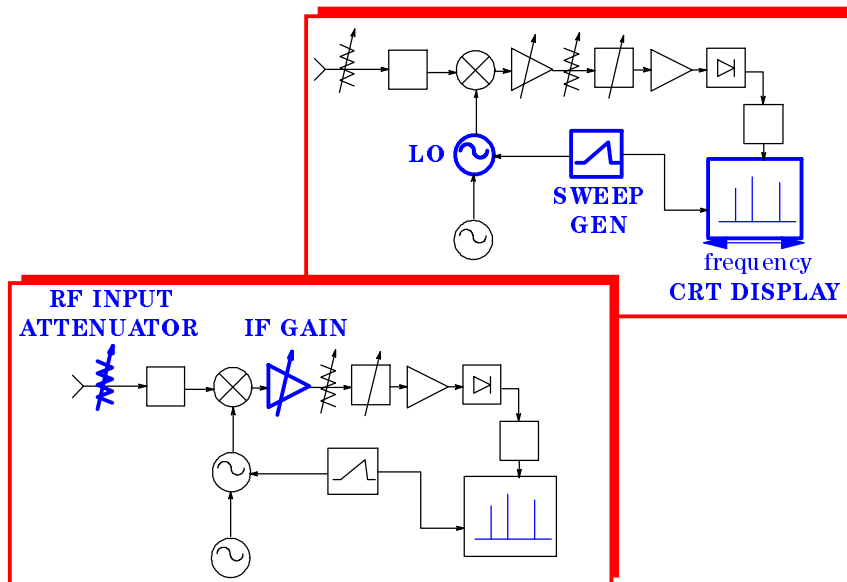 LO
SWEEP
GEN
frequency
CRT DISPLAY
RF INPUT
ATTENUATOR
IF GAIN